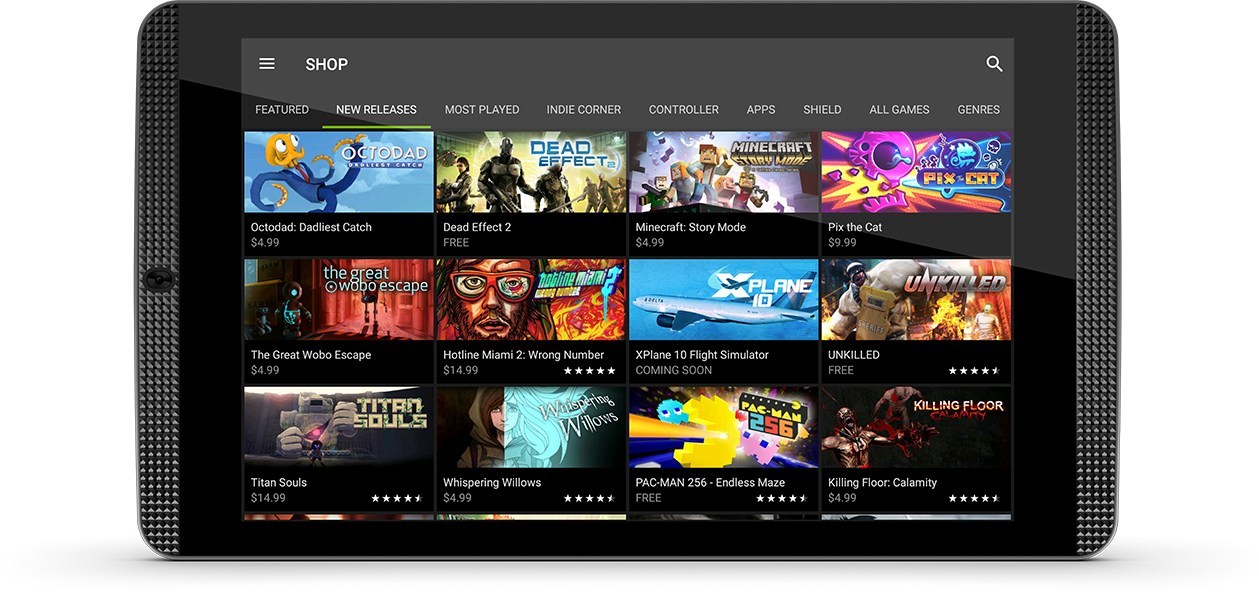 SHOP
FEATURED NEW RELEASES MOST PLAYED INDIE CORNER CONTROLLER APPS SHIELD ALL GAMES GENRES
OCTODAD
DADLIEST CATCH
DEAD
EFFECT 2
MINECRAFT
STORY MODE
PIX THE CAT
Octodad: Dadliest Catch
$4.99
Dead Effect 2
FREE
Minecraft: Story Mode
$4.99
Pix the Cat
$9.99
the great
wobo escape
hotline miami 2
wrong number
DELTA
X PLANE
10
SHERIFF
UNKILLED
The Great Wobo Escape
$4.99
Hotline Miami 2: Wrong Number
$14.99
XPlane 10 Flight Simulator
COMING SOON
UNKILLED
FREE
TITAN
SOULS
Whispering
Willows
PAC-MAN
256
KILLING FLOOR
CALAMITY
Titan Souls
$14.99
Whispering Willows
$4.99
PAC-MAN 256 - Endless Maze
FREE
Killing Floor: Calamity
$4.99